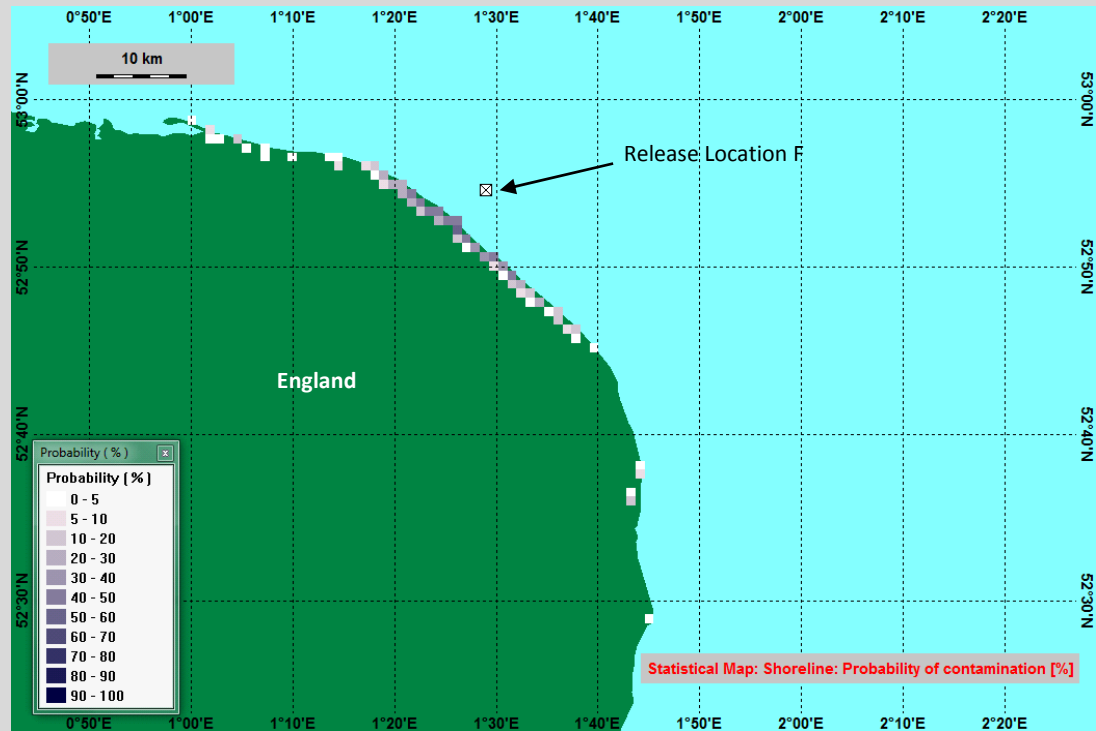 0°50'E 1°00'E 1°10'E 1°20'E 1°30'E 1°40'E 1°50'E 2°00'E 2°10'E 2°20'E
10 km
53°00'N 53°00'N
Release Location F
52°50'N 52°50'N
England
52°40'N 52°40'N
Probability ( % ) x
Probability ( % )
0 - 5
5 - 10
10 - 20
20 - 30
30 - 40
40 - 50
50 - 60
60 - 70
70 - 80
80 - 90
90 - 100
52°30'N 52°30'N
Statistical Map: Shoreline: Probability of contamination [%]
0°50'E 1°00'E 1°10'E 1°20'E 1°30'E 1°40'E 1°50'E 2°00'E 2°10'E 2°20'E